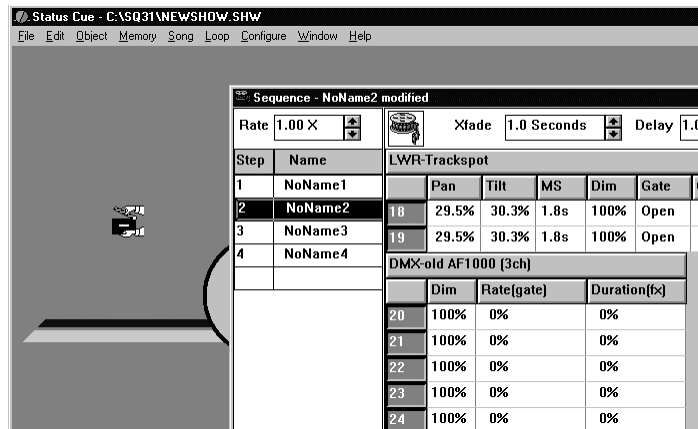 Status Cue - C:\SQ31\NEWSHOW.SHW
File Edit Object Memory Song Loop Configure Window Help
Sequence - NoName2 modified
Rate 1.00 X Xfade 1.0 Seconds Delay
Step Name
1 NoName1
2 NoName2
3 NoName3
4 NoName4
LWR-Trackspot
Pan Tilt MS Dim Gate
18 29.5% 30.3% 1.8s 100% Open
19 29.5% 30.3% 1.8s 100% Open
DMX-old AF1000 (3ch)
Dim Rate(gate) Duration(fx)
20 100% 0% 0%
21 100% 0% 0%
22 100% 0% 0%
23 100% 0% 0%
24 100% 0% 0%